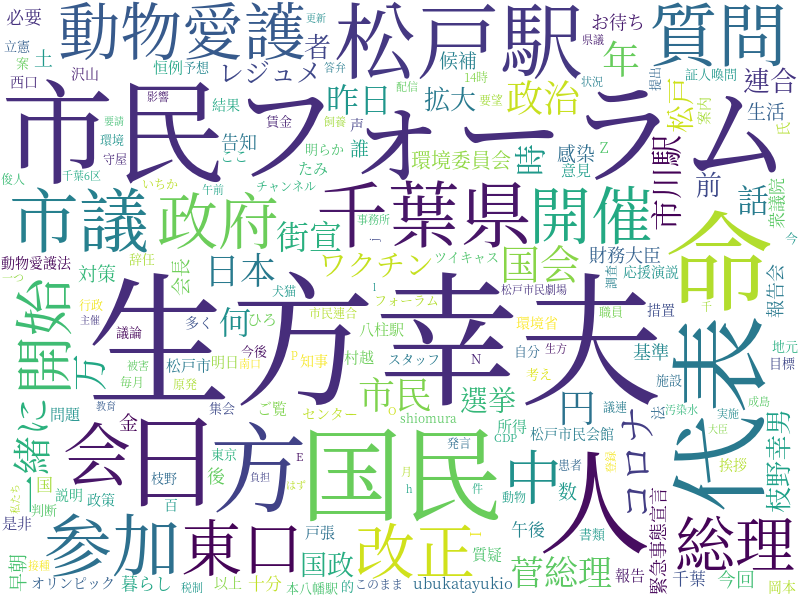 必要
動物愛護
松戸駅
お待ち
更新
質問
県議
立憲
案
土
者
恒例予想
レジュメ
答弁
候補
年
14時
証人喚問
連合
西口
沢山
配信
状況
提出
影響
結果
昨日
拡大
政治
要望
松戸
案内
氏
市民フォーラム
要請
賃金
飼養
声
生活
環境
守屋
告知
ここ
明らか
たみ
誰
環境委員会
時
感染
意見
Z
市川駅
前
話
衆議院
俊人
千葉6区
いちか
午前
チャンネル
市議
政府
千葉県
開催
命
事務所
動物愛護法
一つ
辞任
街宣
ワクチン
ツイキャス
国会
財務大臣
調査
応援演説
今
報告会
対策
会長
日本
犬猫
フォーラム
l
松戸市民劇場
措置
千
行政
主催
議論
多く
何
ひろ
市民連合
八柱駅
環境省
職員
開始
万
松戸市
今後
生方幸夫
代表
被害
明日
南口
P
知事
村越
スタッフ
N
自分
生方
基準
地元
目標
毎月
原発
市民
考え
議連
法
施設
汚染水
成島
実施
一緒に
問題
教育
集会
ご覧
センター
O
選挙
円
shiomura
所得
CDP
大臣
会日方
国民
人
コロナ
枝野幸男
金
発言
松戸市民会館
挨拶
国
説明
政策
後
東京
E
枝野
月
中
数
患者
登録
私たち
判断
百
負担
はず
h
件
動物
是非
参加
東口
戸張
改正
I
午後
書類
緊急事態宣言
総理
早朝
接種
国政
質疑
菅総理
報告
千葉
今回
オリンピック
暮らし
税制
以上
十分
本八幡駅
的
このまま
ubukatayukio
岡本